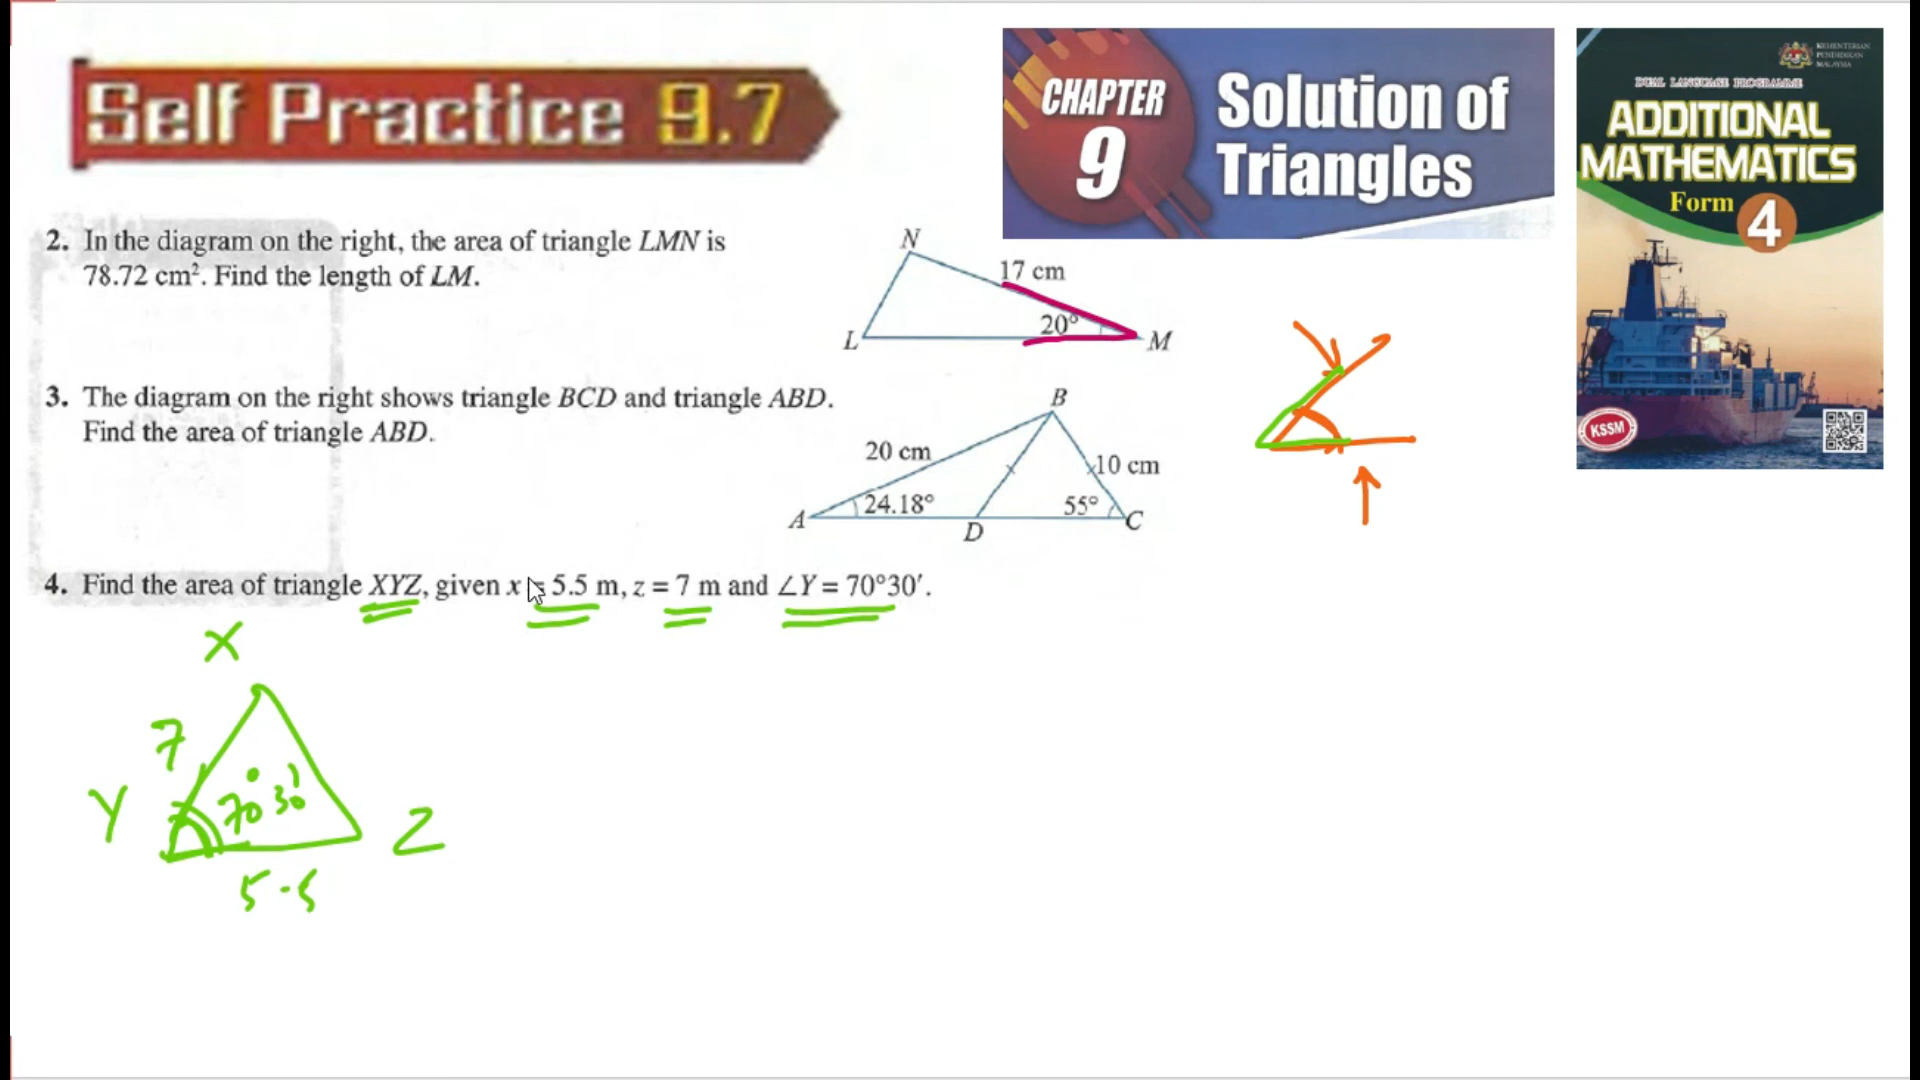 Self Practice 9.7
CHAPTER
9
Solution of
Triangles
KEMENTERIAN
PENDIDIKAN
MALAYSIA
DUAL LANGUAGE PROGRAMME
ADDITIONAL
MATHEMATICS
Form 4
KSSM
2. In the diagram on the right, the area of triangle LMN is
78.72 cm². Find the length of LM.
N
17 cm
20°
L
M
3. The diagram on the right shows triangle BCD and triangle ABD.
Find the area of triangle ABD.
B
20 cm
10 cm
24.18°
55°
A
D
C
4. Find the area of triangle XYZ, given x = 5.5 m, z = 7 m and ∠Y = 70°30′.
X
7
Y
70°30'
Z
5.5